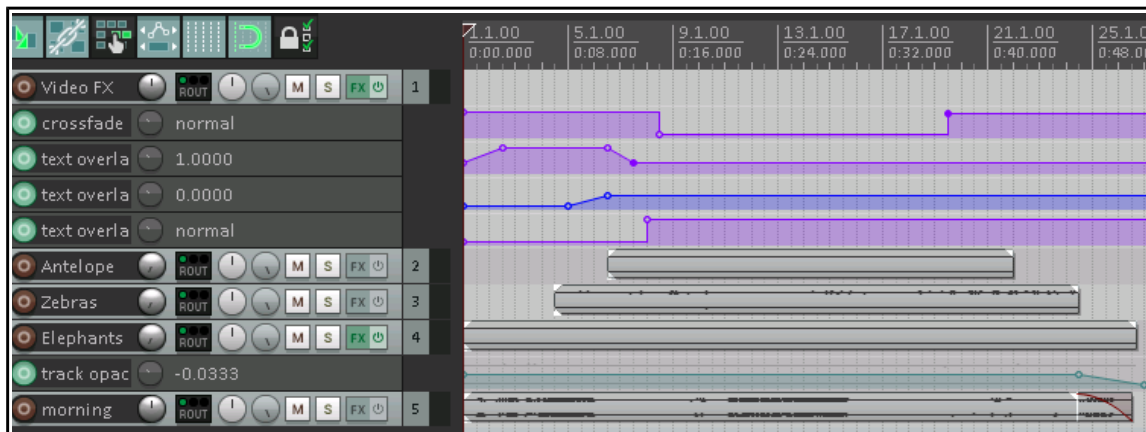 1.1.00 5.1.00 9.1.00 13.1.00 17.1.00 21.1.00 25.1.0
0:00.000 0:08.000 0:16.000 0:24.000 0:32.000 0:40.000 0:48.0
Video FX ROUT M S FX 1
crossfade normal
text overla 1.0000
text overla 0.0000
text overla normal
Antelope ROUT M S FX 2
Zebras ROUT M S FX 3
Elephants ROUT M S FX 4
track opac -0.0333
morning ROUT M S FX 5